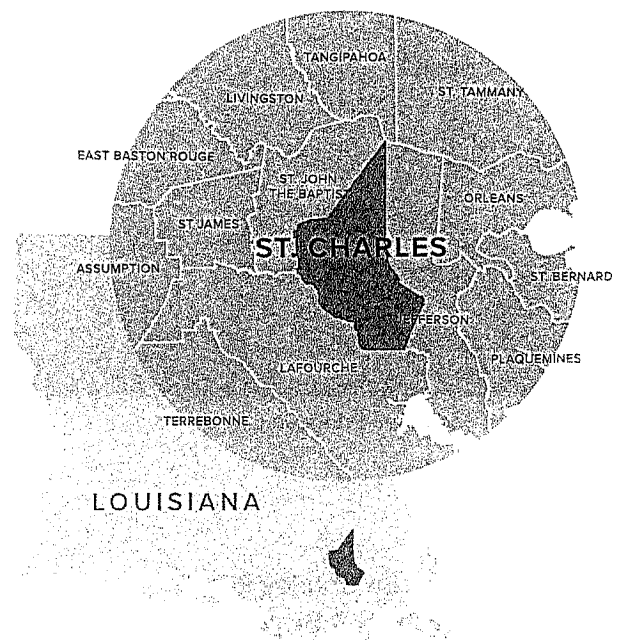 TANGIPAHOA
LIVINGSTON
ST. TAMMANY
EAST BASTON ROUGE
ST. JOHN
THE BAPTIST
ORLEANS
ST JAMES
ST. CHARLES
ASSUMPTION
ST. BERNARD
JEFFERSON
PLAQUEMINES
LAFOURCHE
TERREBONNE
LOUISIANA